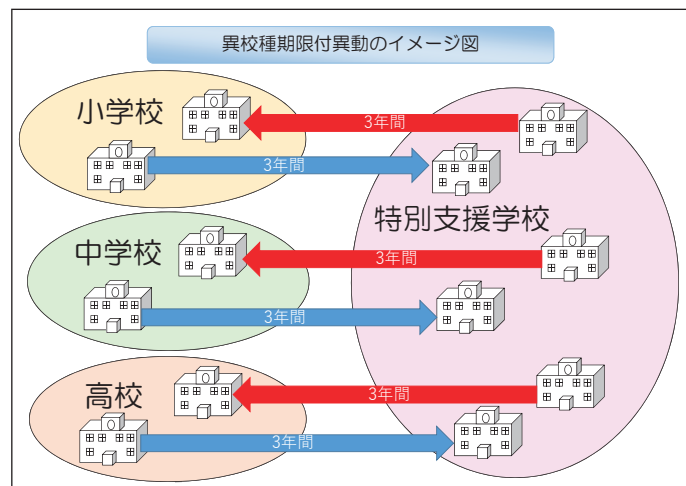 異校種期限付異動のイメージ図
小学校
3年間
3年間
特別支援学校
中学校
3年間
3年間
高校
3年間
3年間